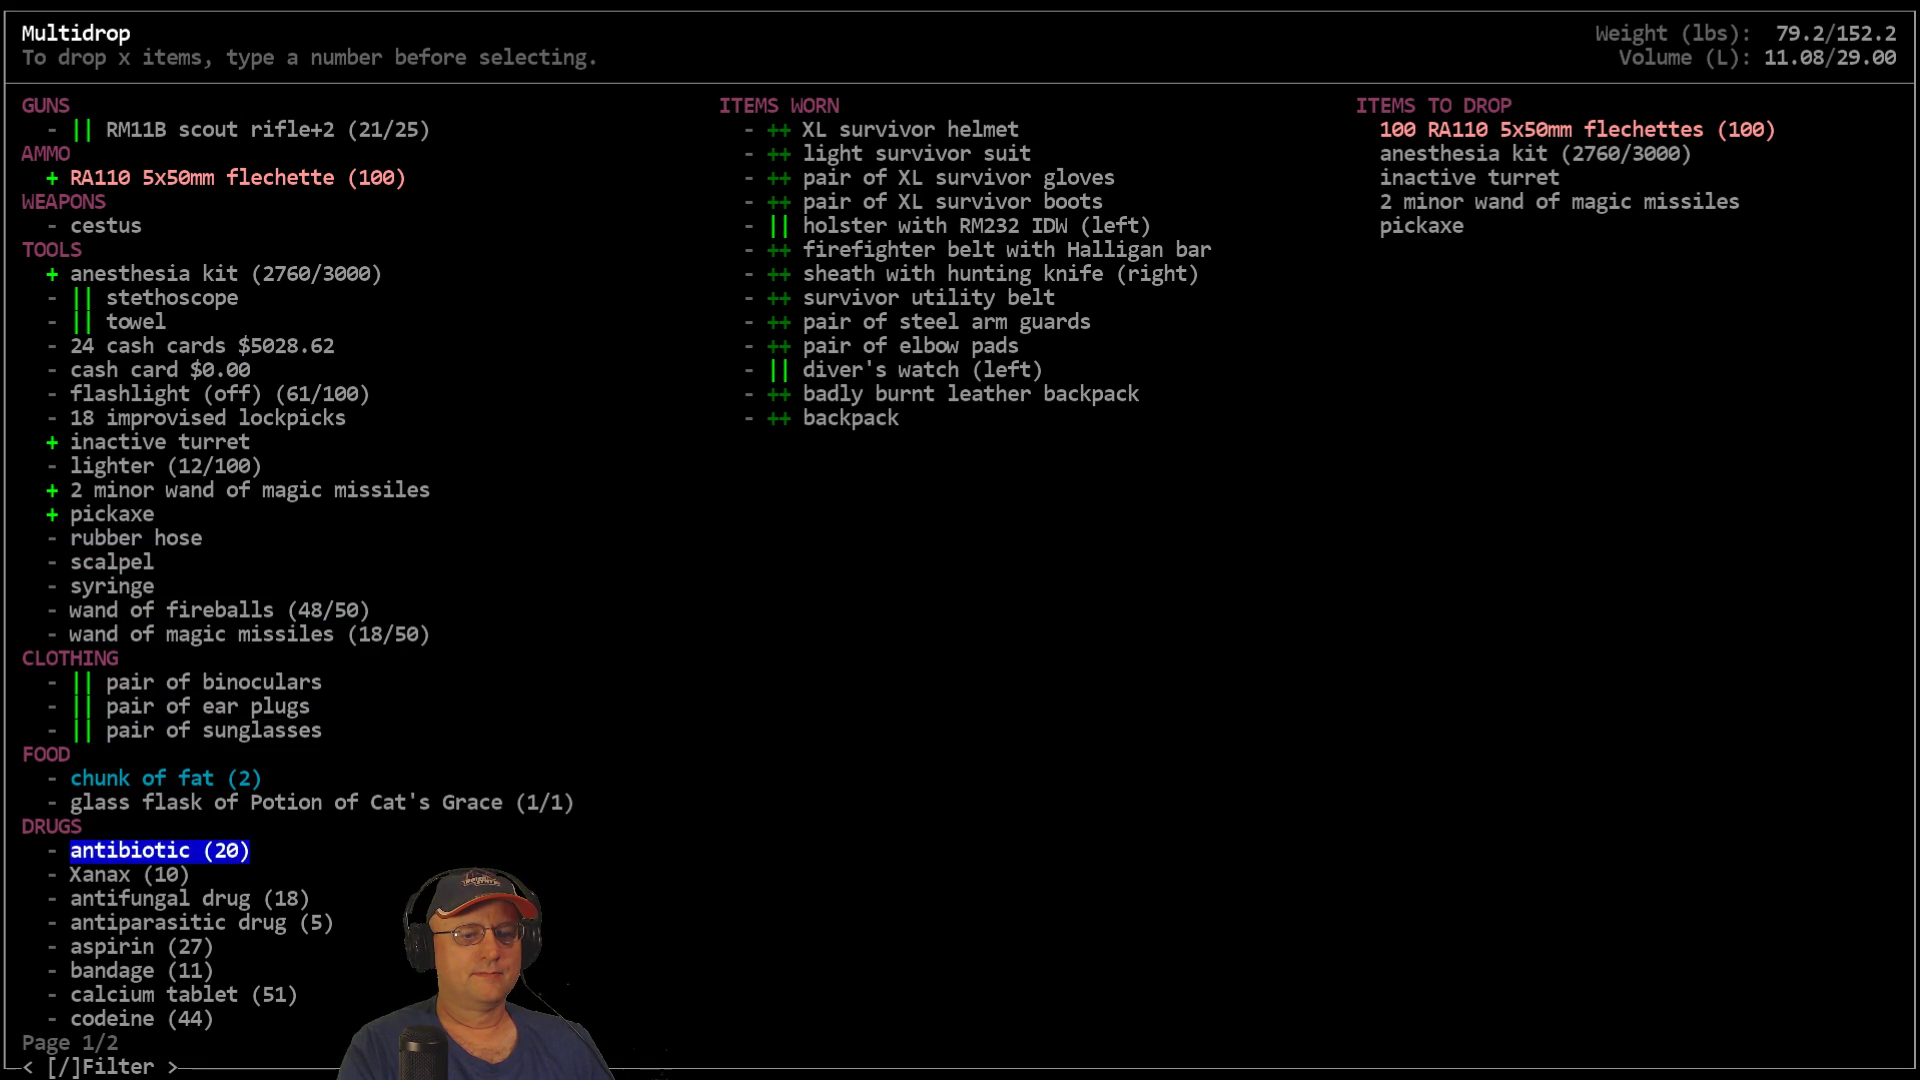 Multidrop
To drop x items, type a number before selecting.
Weight (lbs): 79.2/152.2
Volume (L): 11.08/29.00
GUNS
- || RM11B scout rifle+2 (21/25)
AMMO
+ RA110 5x50mm flechette (100)
WEAPONS
- cestus
TOOLS
+ anesthesia kit (2760/3000)
- || stethoscope
- || towel
- 24 cash cards $5028.62
- cash card $0.00
- flashlight (off) (61/100)
- 18 improvised lockpicks
+ inactive turret
- lighter (12/100)
+ 2 minor wand of magic missiles
+ pickaxe
- rubber hose
- scalpel
- syringe
- wand of fireballs (48/50)
- wand of magic missiles (18/50)
CLOTHING
- || pair of binoculars
- || pair of ear plugs
- || pair of sunglasses
FOOD
- chunk of fat (2)
- glass flask of Potion of Cat's Grace (1/1)
DRUGS
- antibiotic (20)
- Xanax (10)
- antifungal drug (18)
- antiparasitic drug (5)
- aspirin (27)
- bandage (11)
- calcium tablet (51)
- codeine (44)
Page 1/2
< [/]Filter >
ITEMS WORN
- ++ XL survivor helmet
- ++ light survivor suit
- ++ pair of XL survivor gloves
- ++ pair of XL survivor boots
- || holster with RM232 IDW (left)
- ++ firefighter belt with Halligan bar
- ++ sheath with hunting knife (right)
- ++ survivor utility belt
- ++ pair of steel arm guards
- ++ pair of elbow pads
- || diver's watch (left)
- ++ badly burnt leather backpack
- ++ backpack
ITEMS TO DROP
100 RA110 5x50mm flechettes (100)
anesthesia kit (2760/3000)
inactive turret
2 minor wand of magic missiles
pickaxe